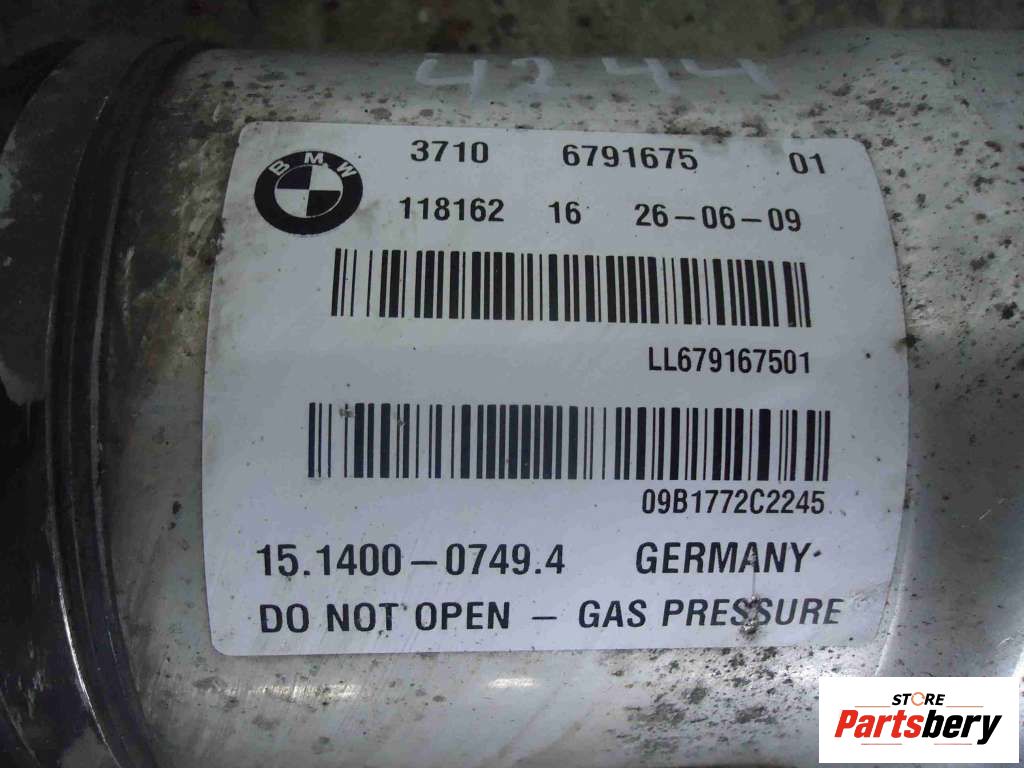 4244
BMW
3710 6791675 01
118162 16 26-06-09
LL679167501
09B1772C2245
15.1400-0749.4 GERMANY
DO NOT OPEN - GAS PRESSURE
STORE
Partsbery